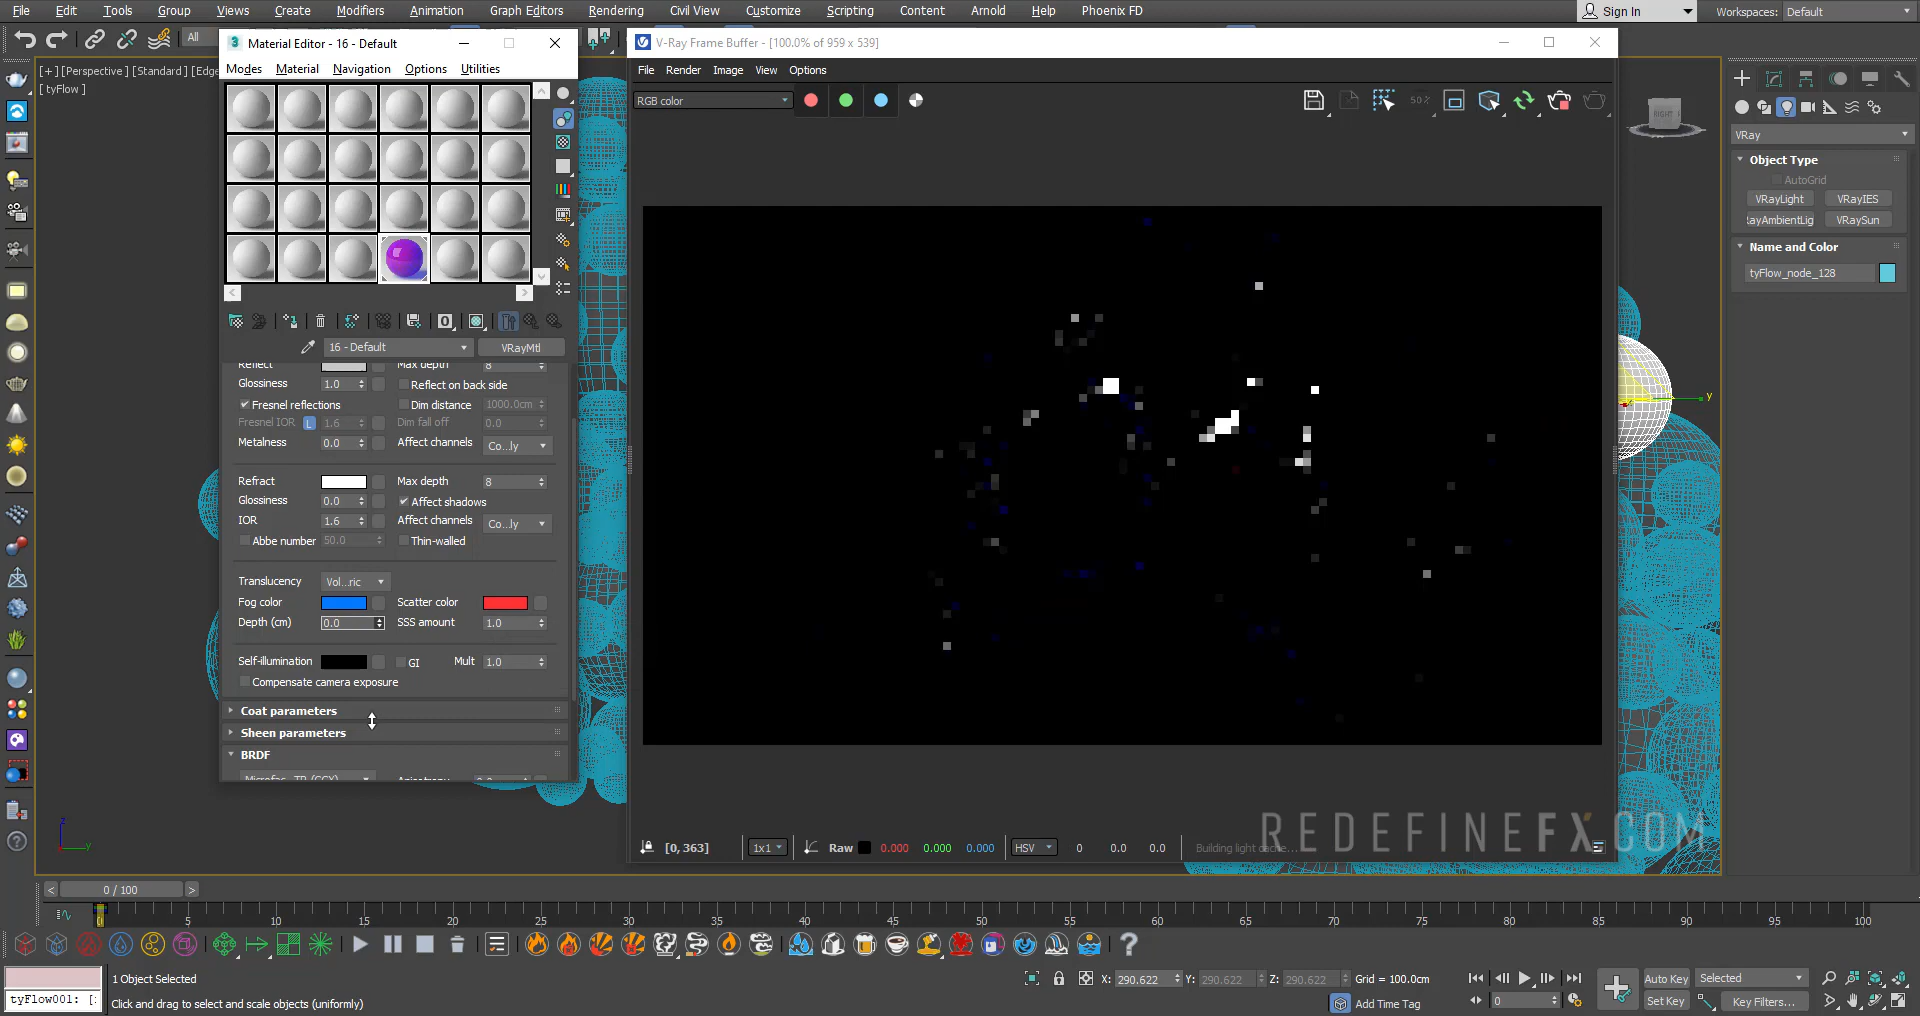 File Edit Tools Group Views Create Modifiers Animation Graph Editors Rendering Civil View Customize Scripting Content Arnold Help Phoenix FD Sign In Workspaces: Default
All
Material Editor - 16 - Default
V-Ray Frame Buffer - [100.0% of 959 x 539]
[+] [Perspective ] [Standard ] [Edge
[ tyFlow ]
Modes Material Navigation Options Utilities
File Render Image View Options
RGB color
50%
RIGHT
VRay
Object Type
AutoGrid
VRayLight VRayIES
RayAmbientLig VRaySun
Name and Color
tyFlow_node_128
16 - Default VRayMtl
Reflect Max depth 8
Glossiness 1.0 Reflect on back side
Fresnel reflections Dim distance 1000.0cm
Fresnel IOR L 1.6 Dim fall off 0.0
Metalness 0.0 Affect channels Co...ly
Refract Max depth 8
Glossiness 0.0 Affect shadows
IOR 1.6 Affect channels Co...ly
Abbe number 50.0 Thin-walled
Translucency Vol...ric
Fog color Scatter color
Depth (cm) 0.0 SSS amount 1.0
Self-illumination GI Mult 1.0
Compensate camera exposure
Coat parameters
Sheen parameters
BRDF
y
z
y
[0, 363] 1x1 Raw 0.000 0.000 0.000 HSV 0 0.0 0.0 Building light cache...
REDEFINEFX.COM
< 0 / 100 >
0 5 10 15 20 25 30 35 40 45 50 55 60 65 70 75 80 85 90 95 100
1 Object Selected
X: 290.622 Y: 290.622 Z: 290.622 Grid = 100.0cm
Auto Key Selected
tyFlow001: [
Click and drag to select and scale objects (uniformly)
Add Time Tag
0
Set Key Key Filters...